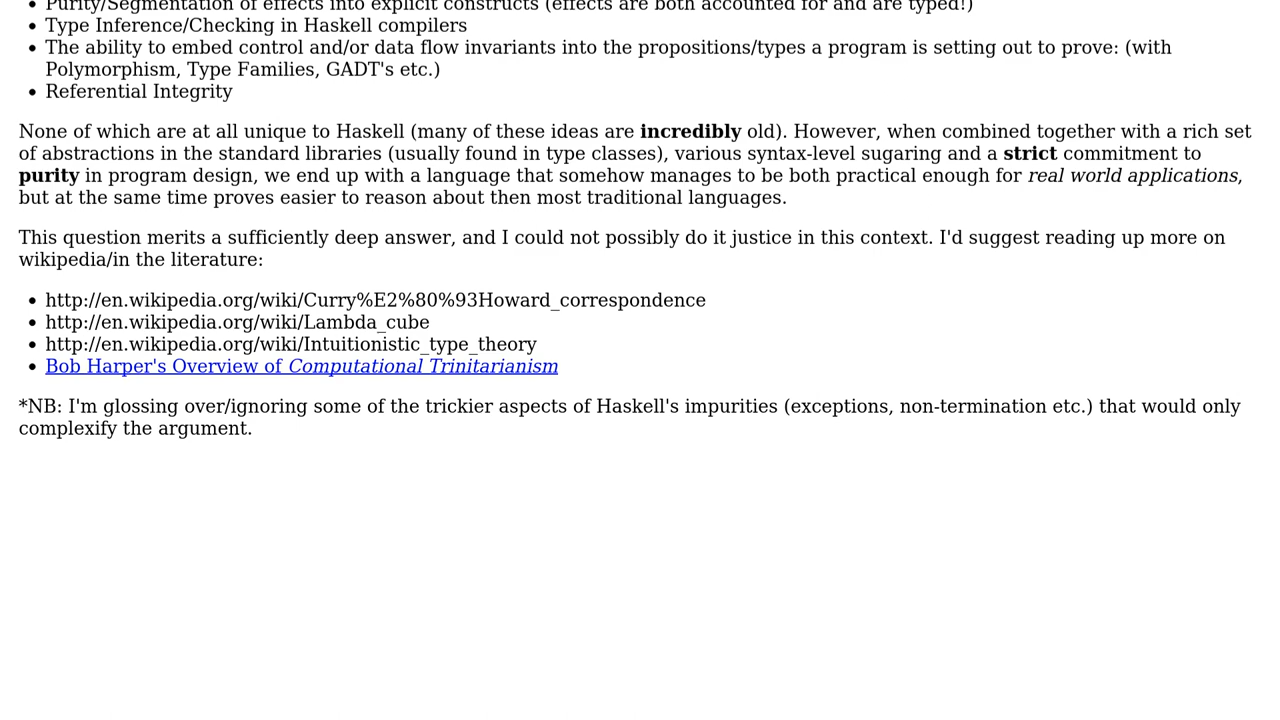 Purity/Segmentation of effects into explicit constructs (effects are both accounted for and are typed!)
Type Inference/Checking in Haskell compilers
The ability to embed control and/or data flow invariants into the propositions/types a program is setting out to prove: (with
Polymorphism, Type Families, GADT's etc.)
Referential Integrity
None of which are at all unique to Haskell (many of these ideas are incredibly old). However, when combined together with a rich set
of abstractions in the standard libraries (usually found in type classes), various syntax-level sugaring and a strict commitment to
purity in program design, we end up with a language that somehow manages to be both practical enough for real world applications,
but at the same time proves easier to reason about then most traditional languages.
This question merits a sufficiently deep answer, and I could not possibly do it justice in this context. I'd suggest reading up more on
wikipedia/in the literature:
http://en.wikipedia.org/wiki/Curry%E2%80%93Howard_correspondence
http://en.wikipedia.org/wiki/Lambda_cube
http://en.wikipedia.org/wiki/Intuitionistic_type_theory
Bob Harper's Overview of Computational Trinitarianism
*NB: I'm glossing over/ignoring some of the trickier aspects of Haskell's impurities (exceptions, non-termination etc.) that would only
complexify the argument.